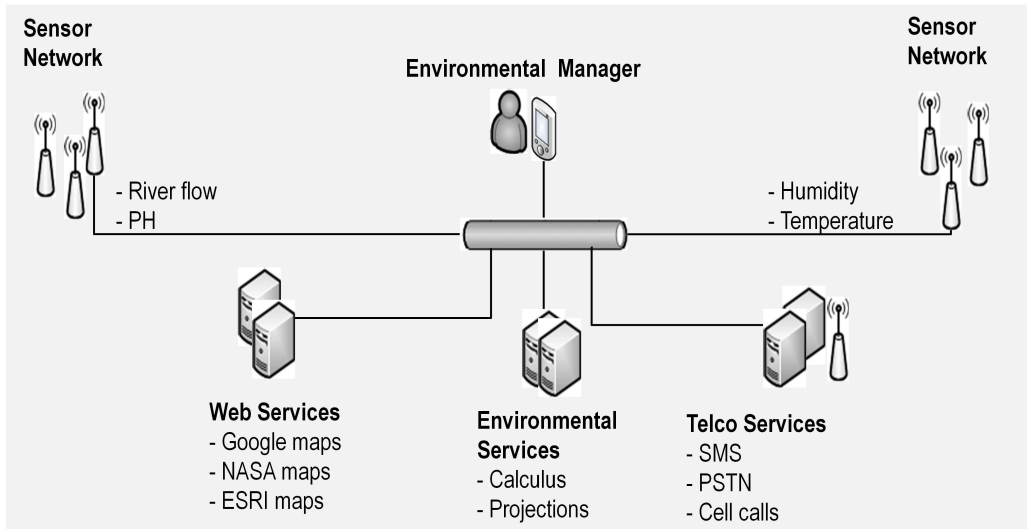 Sensor
Network
Environmental Manager
Sensor
Network
- River flow
- PH
- Humidity
- Temperature
Web Services
- Google maps
- NASA maps
- ESRI maps
Environmental
Services
- Calculus
- Projections
Telco Services
- SMS
- PSTN
- Cell calls